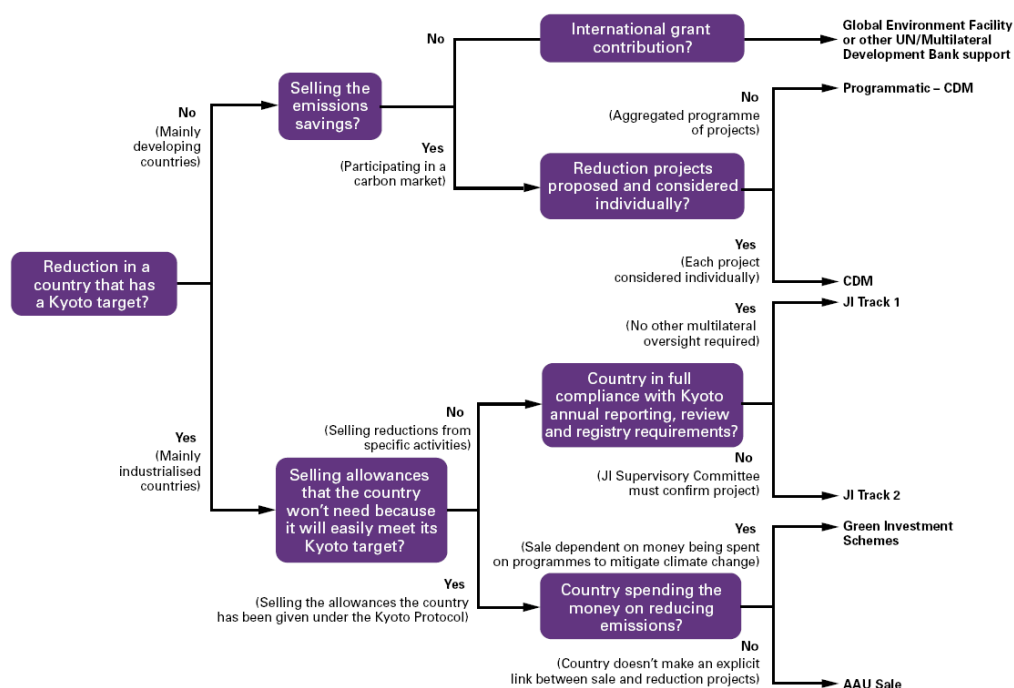 No
International grant
contribution?
Global Environment Facility
or other UN/Multilateral
Development Bank support
Selling the
emissions
savings?
No
(Mainly
developing
countries)
Yes
(Participating in a
carbon market)
No
(Aggregated programme
of projects)
Programmatic – CDM
Reduction projects
proposed and considered
individually?
Yes
(Each project
considered individually)
CDM
Reduction in a
country that has
a Kyoto target?
Yes
(No other multilateral
oversight required)
JI Track 1
Country in full
compliance with Kyoto
annual reporting, review
and registry requirements?
No
(Selling reductions from
specific activities)
Yes
(Mainly
industrialised
countries)
No
(JI Supervisory Committee
must confirm project)
JI Track 2
Selling allowances
that the country
won't need because
it will easily meet its
Kyoto target?
Yes
(Sale dependent on money being spent
on programmes to mitigate climate change)
Green Investment
Schemes
Yes
(Selling the allowances the country
has been given under the Kyoto Protocol)
Country spending the
money on reducing
emissions?
No
(Country doesn't make an explicit
link between sale and reduction projects)
AAU Sale